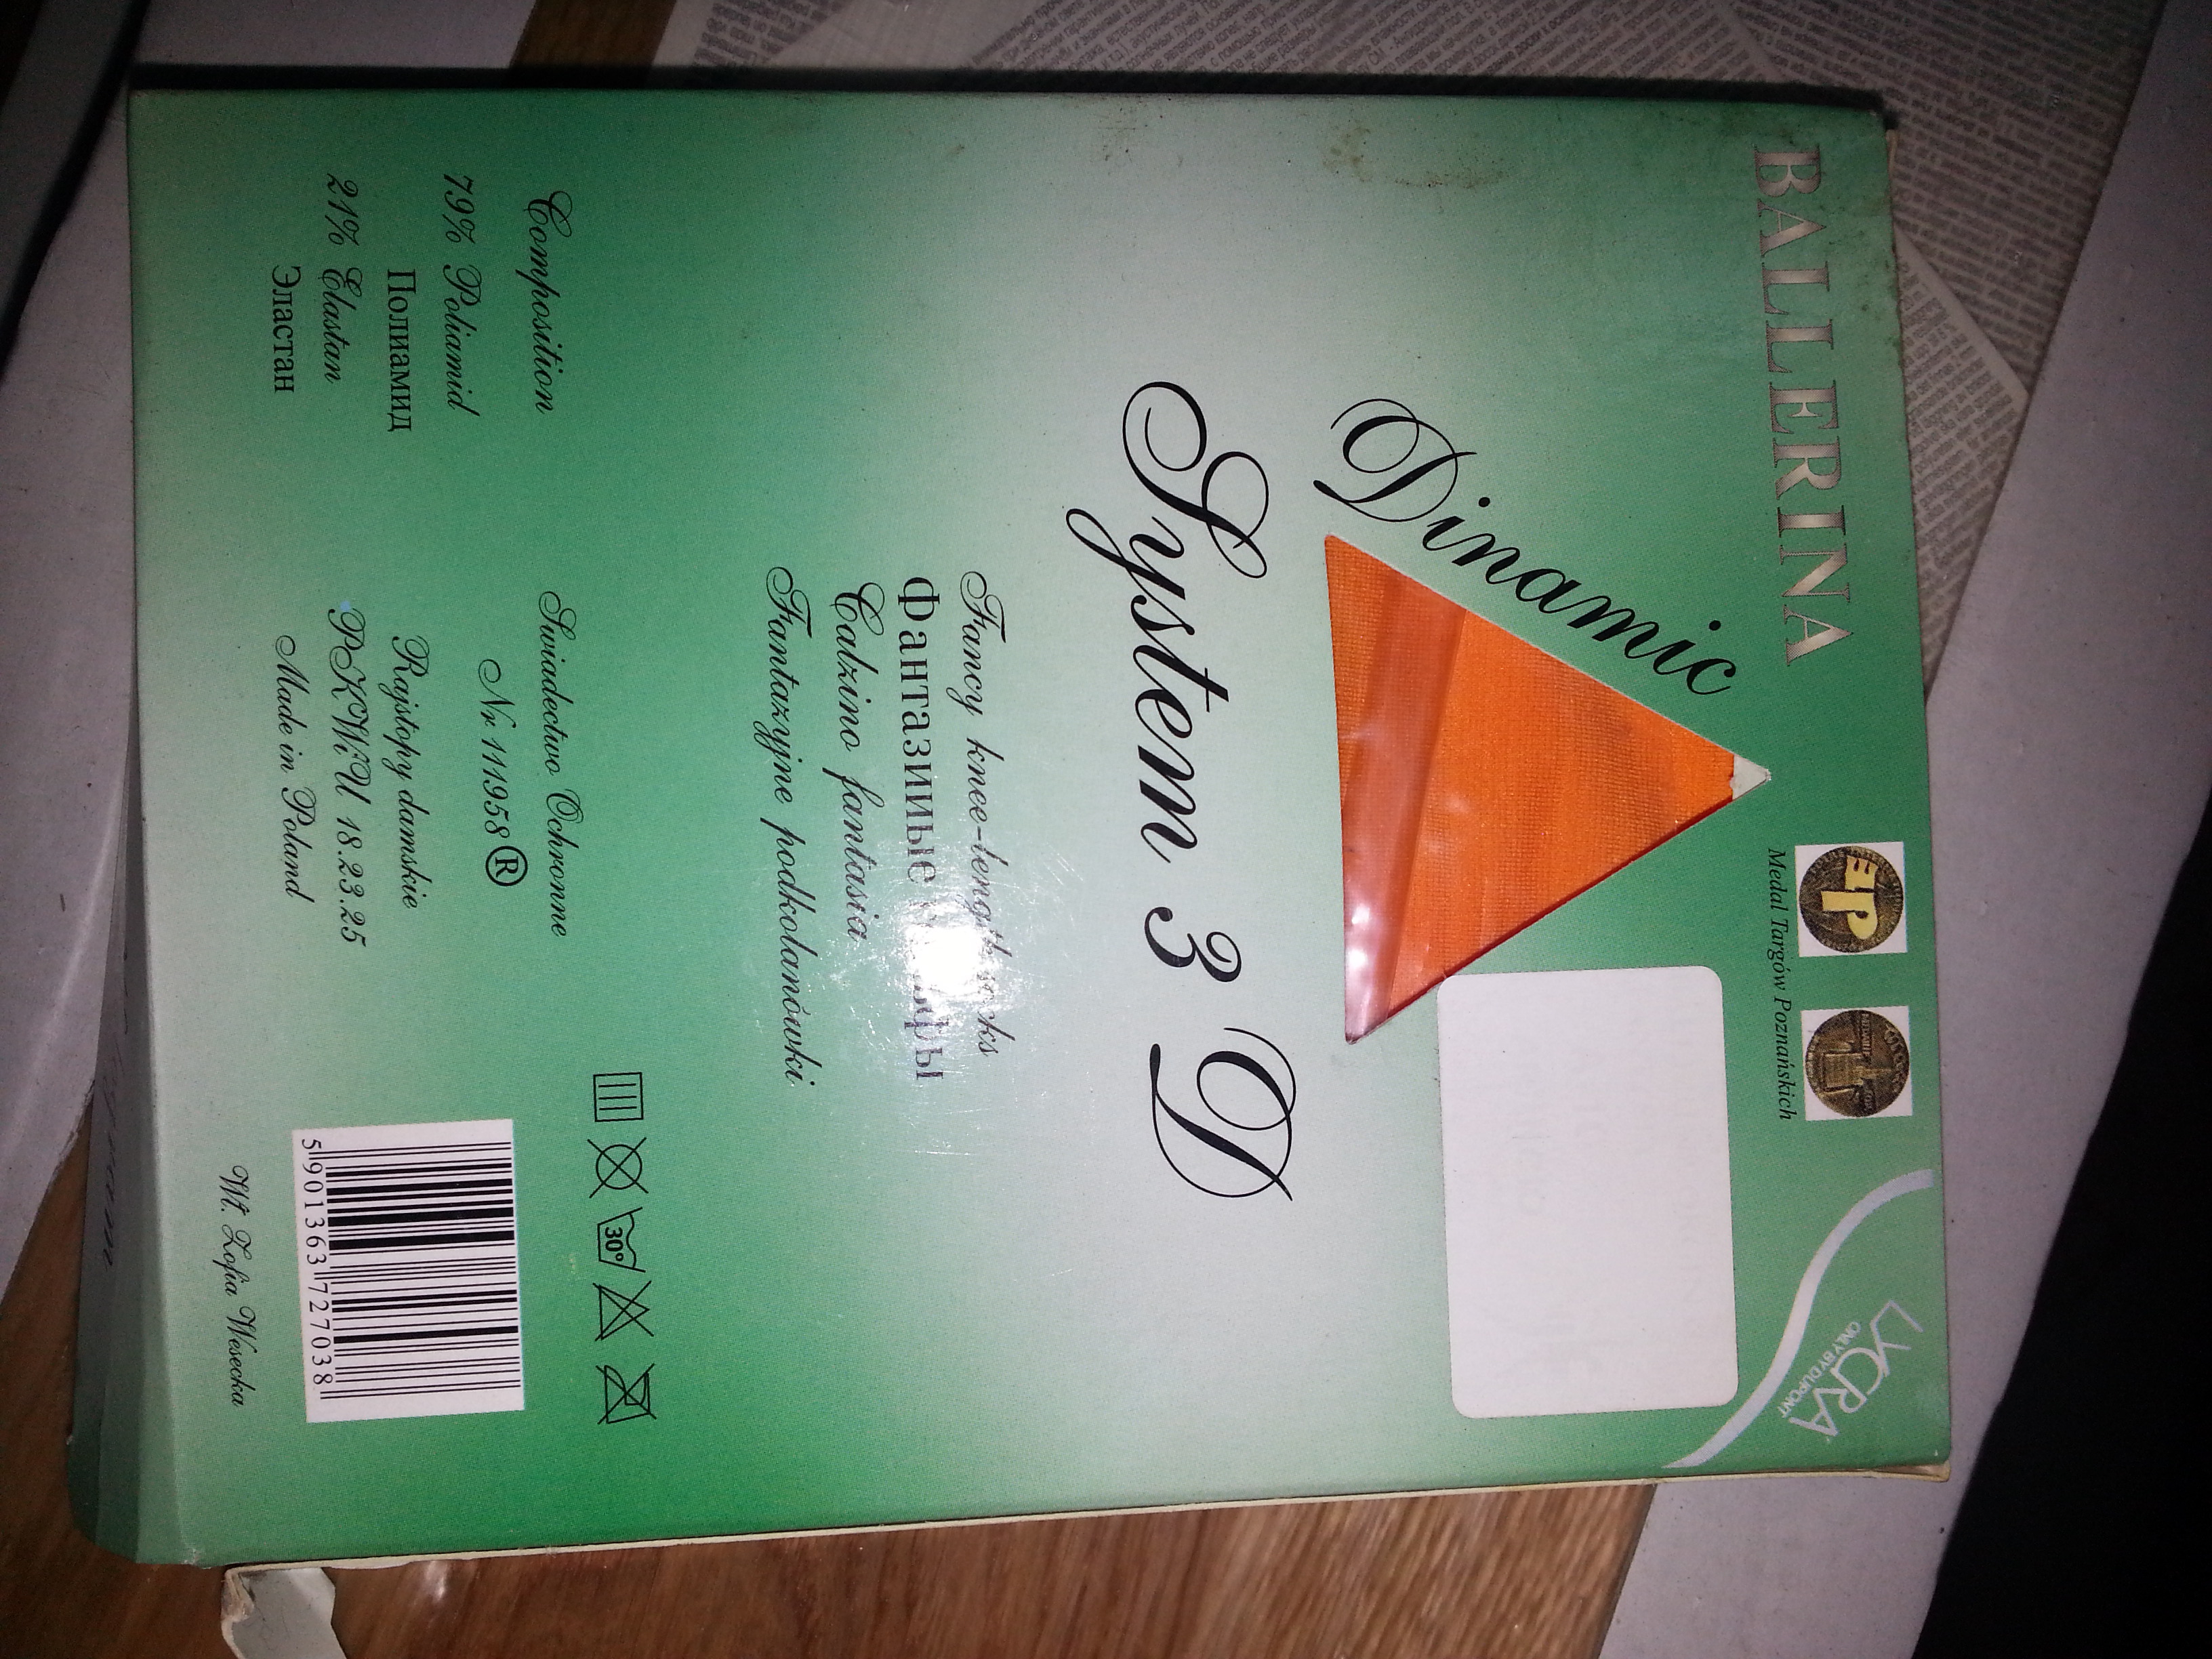 BALLERINA
Medal Targów Poznańskich
LYCRA
ONLY BY DUPONT
Dinamic
System 3 D
Fancy knee-length socks
Фантазийные
Calzino fantasia
Fantazyjne podkolanówki
Composition
79% Poliamid
Полиамид
21% Elastan
Эластан
Świadectwo Ochronne
Nr 111958®
Rajstopy damskie
PKWiU 18.23.25
Made in Poland
30°
5 901363 727038
Wł. Zofia Wesecka